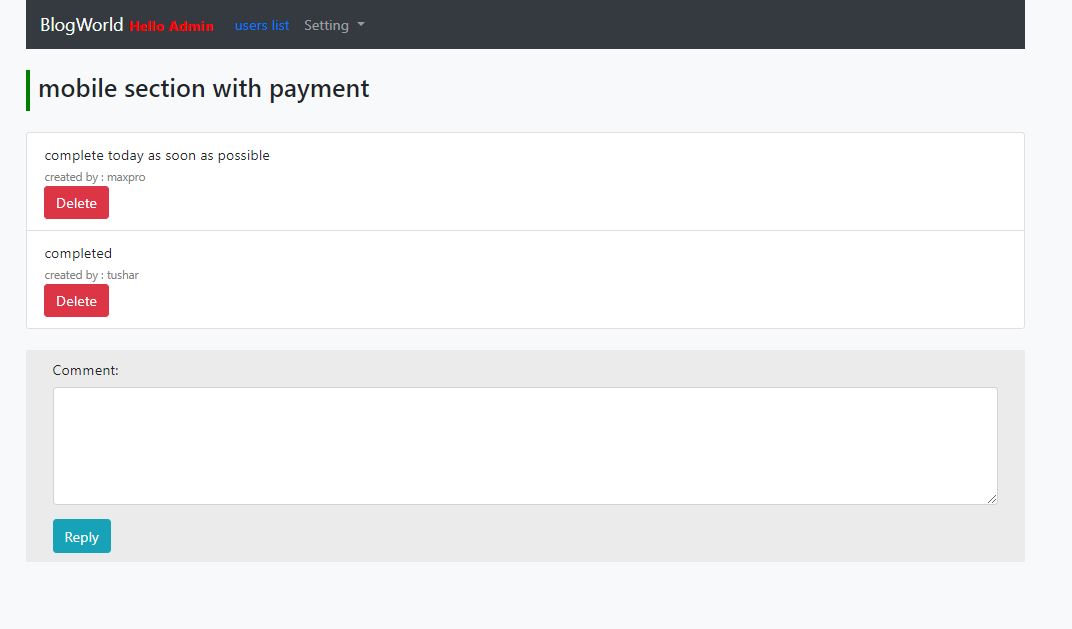 BlogWorld Hello Admin users list Setting
mobile section with payment
complete today as soon as possible
created by : maxpro
Delete
completed
created by : tushar
Delete
Comment:
Reply